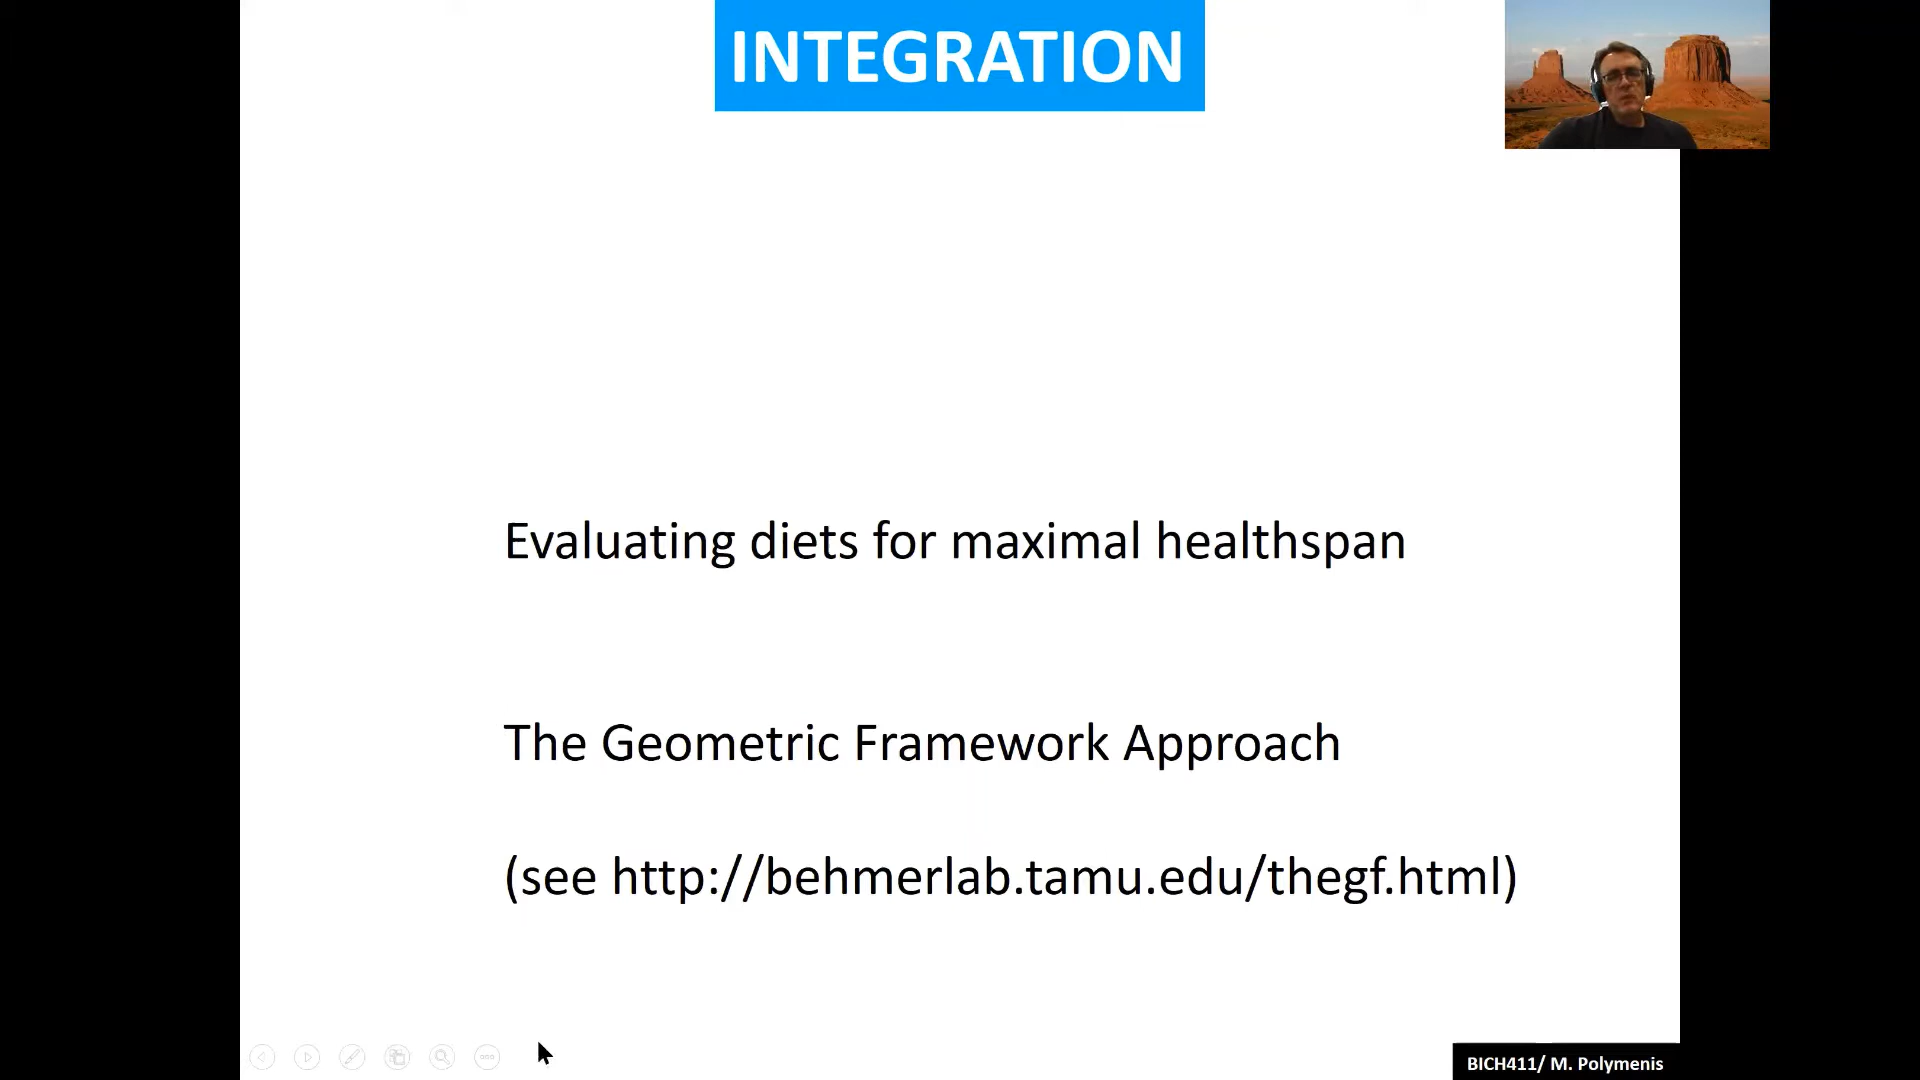 INTEGRATION
Evaluating diets for maximal healthspan
The Geometric Framework Approach
(see http://behmerlab.tamu.edu/thegf.html)
BICH411/ M. Polymenis